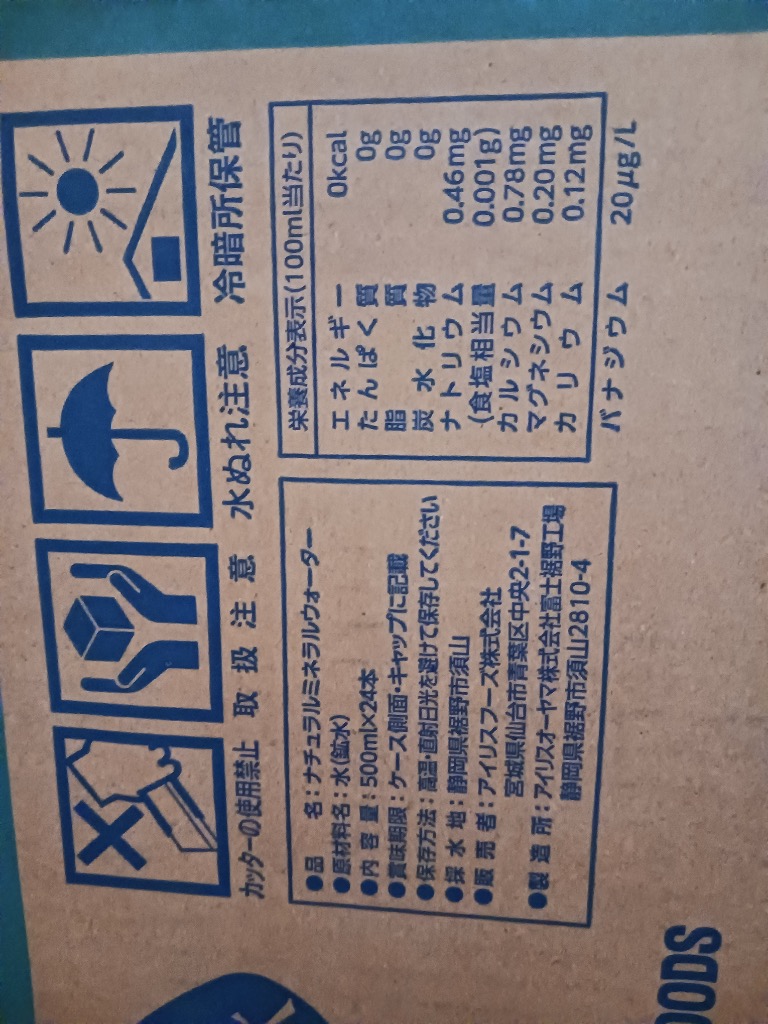 カッターの使用禁止
取扱注意
水ぬれ注意
冷暗所保管
●品　　名：ナチュラルミネラルウォーター
●原材料名：水(鉱水)
●内容量：500ml×24本
●賞味期限：ケース側面・キャップに記載
●保存方法：高温・直射日光を避けて保存してください
●採水地：静岡県裾野市須山
●販売者：アイリスフーズ株式会社
宮城県仙台市青葉区中央2-1-7
●製造所：アイリスオーヤマ株式会社富士裾野工場
静岡県裾野市須山2810-4
栄養成分表示(100ml当たり)
エネルギー 0kcal
たんぱく質 0g
脂質 0g
炭水化物 0g
ナトリウム 0.46mg
(食塩相当量 0.001g)
カルシウム 0.78mg
マグネシウム 0.20mg
カリウム 0.12mg
バナジウム 20μg/L
OODS